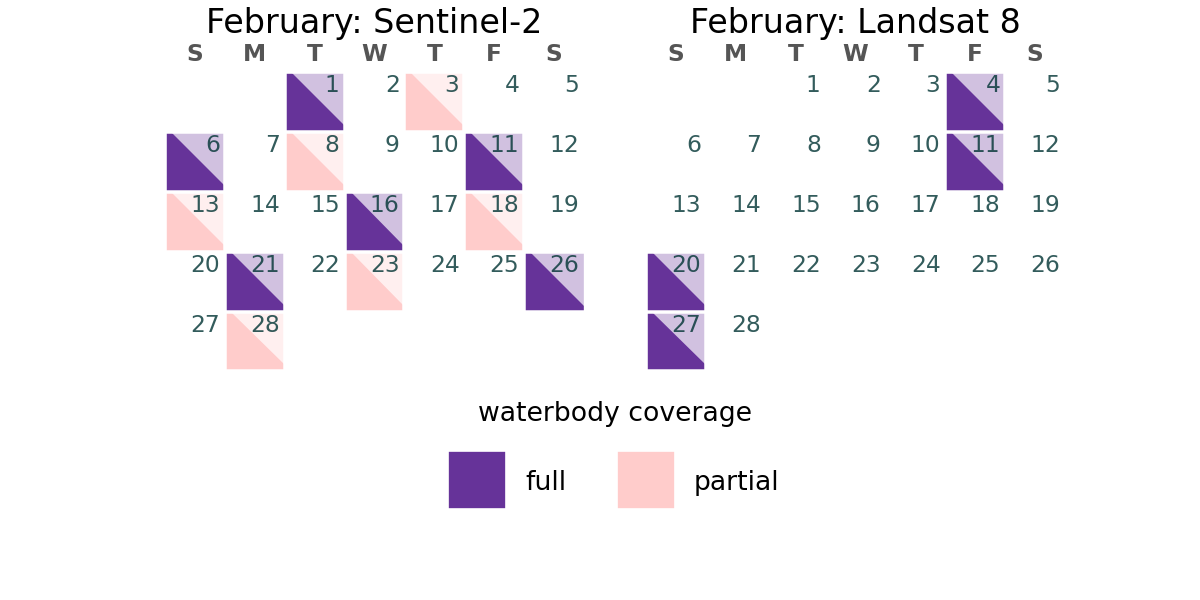 February: Sentinel-2
S M T W T F S
1 2 3 4 5
6 7 8 9 10 11 12
13 14 15 16 17 18 19
20 21 22 23 24 25 26
27 28
February: Landsat 8
S M T W T F S
1 2 3 4 5
6 7 8 9 10 11 12
13 14 15 16 17 18 19
20 21 22 23 24 25 26
27 28
waterbody coverage
full partial